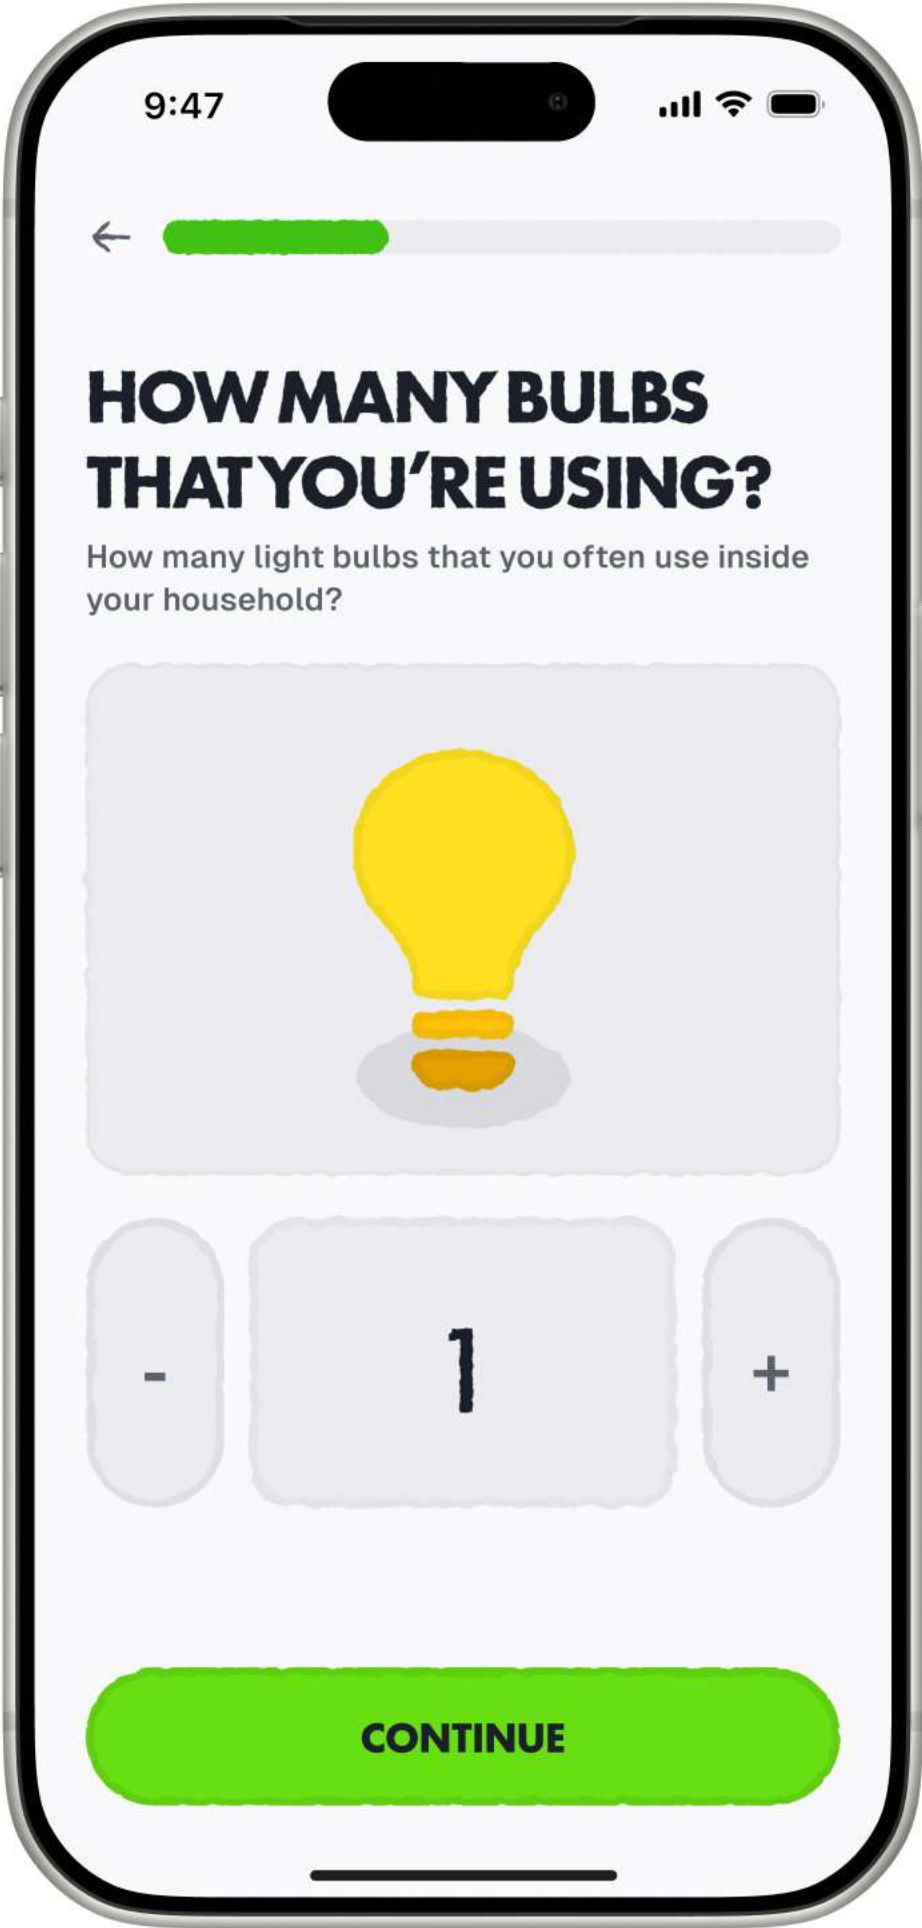 9:47
HOW MANY BULBS
THAT YOU'RE USING?
How many light bulbs that you often use inside
your household?
- 1 +
CONTINUE